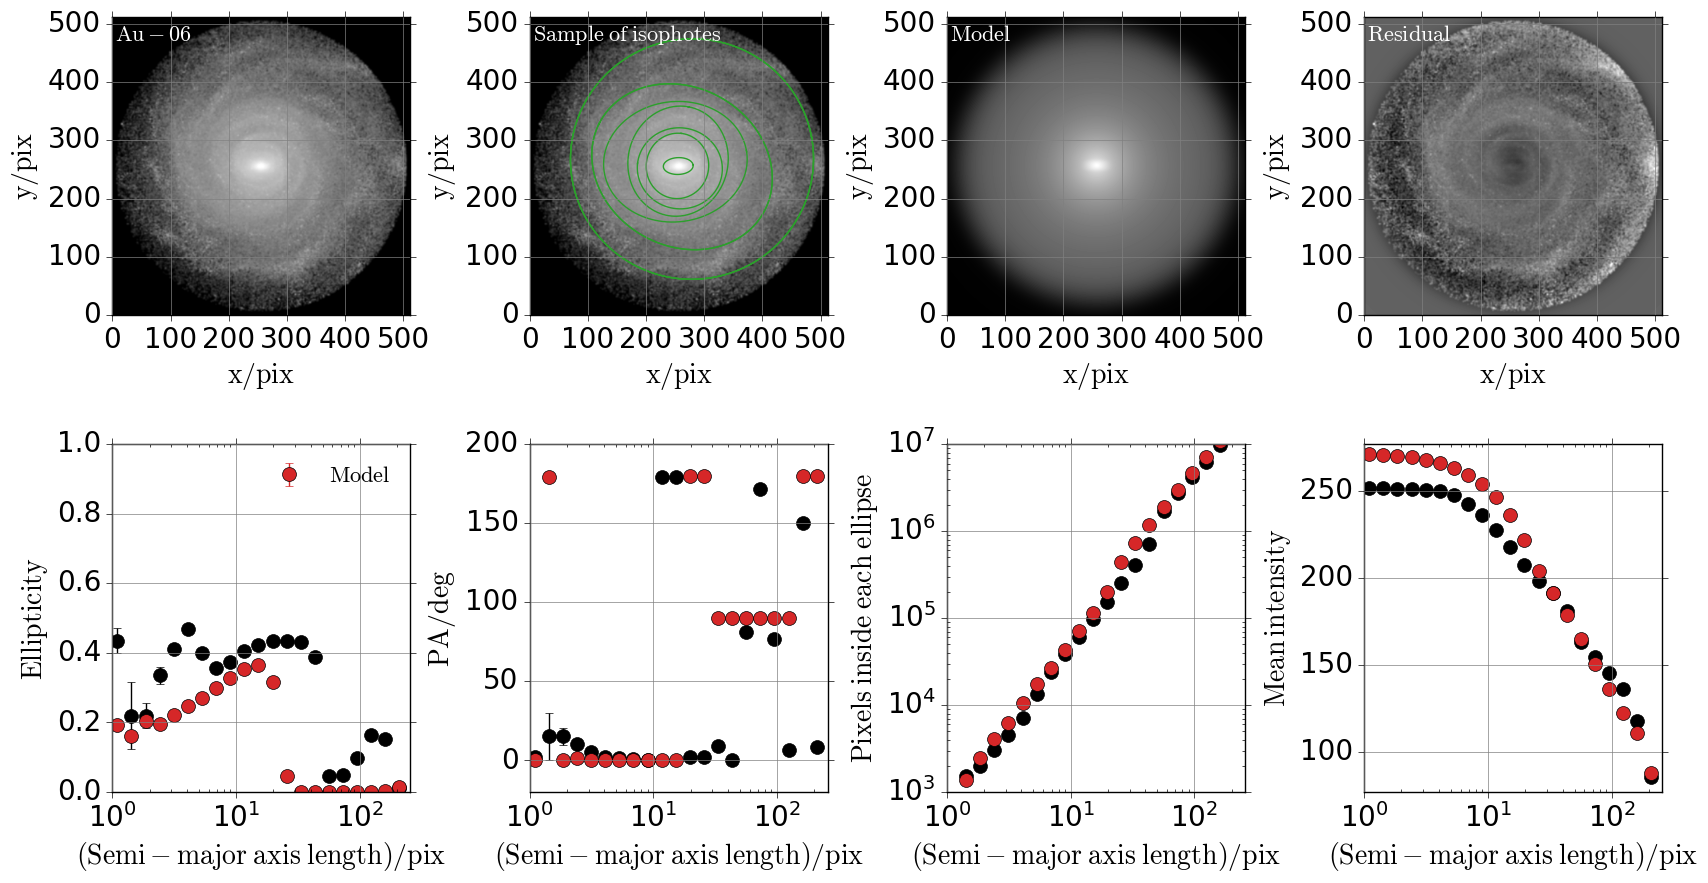 Au − 06
Sample of isophotes
Model
Residual
500
400
300
200
100
0
y/pix
0 100 200 300 400 500
x/pix
500
400
300
200
100
0
y/pix
0 100 200 300 400 500
x/pix
500
400
300
200
100
0
y/pix
0 100 200 300 400 500
x/pix
500
400
300
200
100
0
y/pix
0 100 200 300 400 500
x/pix
1.0
0.8
0.6
0.4
0.2
0.0
Ellipticity
Model
10^0 10^1 10^2
(Semi − major axis length)/pix
200
150
100
50
0
PA/deg
10^0 10^1 10^2
(Semi − major axis length)/pix
10^7
10^6
10^5
10^4
10^3
Pixels inside each ellipse
10^0 10^1 10^2
(Semi − major axis length)/pix
250
200
150
100
Mean intensity
10^0 10^1 10^2
(Semi − major axis length)/pix